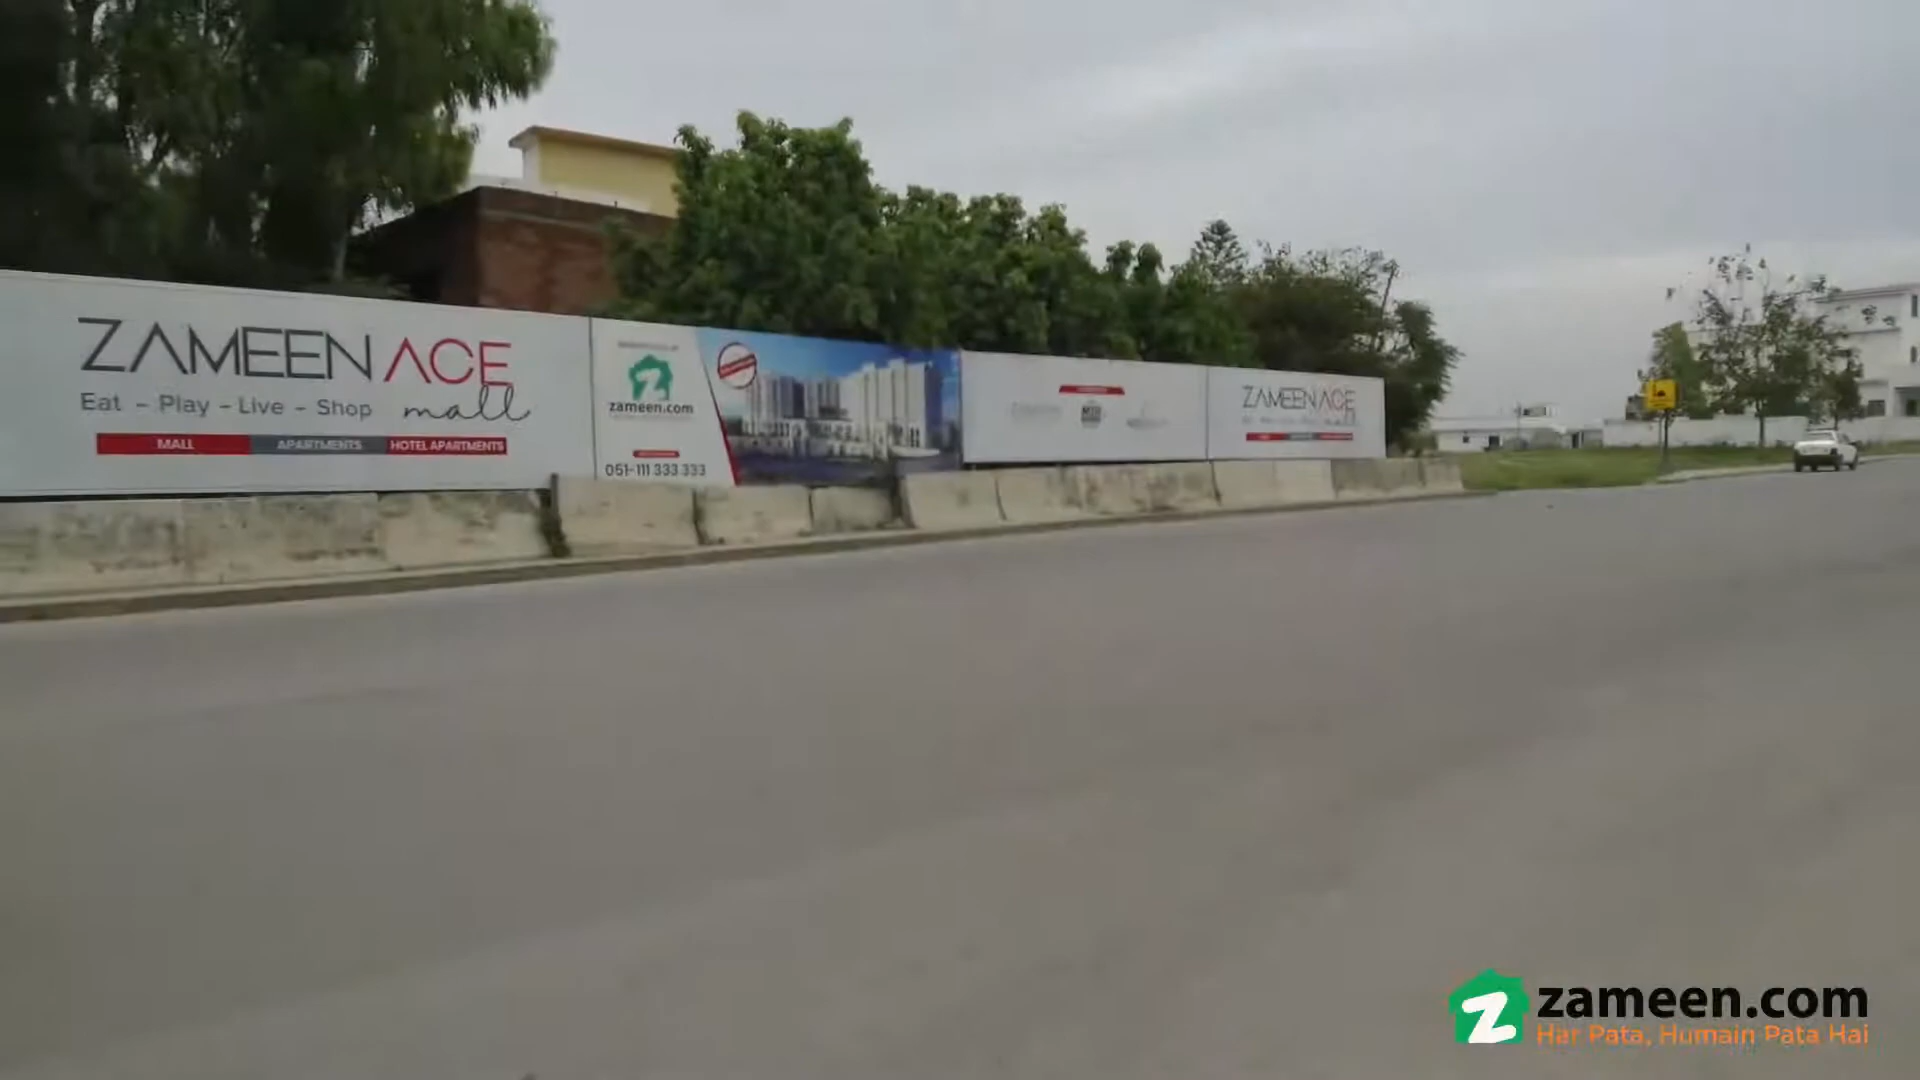 ZAMEEN ACE
mall
Eat - Play - Live - Shop
MALL
APARTMENTS
HOTEL APARTMENTS
zameen.com
051-111 333 333
ZAMEEN ACE
zameen.com
Har Pata, Humain Pata Hai